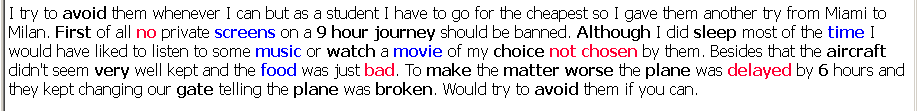 I try to avoid them whenever I can but as a student I have to go for the cheapest so I gave them another try from Miami to
Milan. First of all no private screens on a 9 hour journey should be banned. Although I did sleep most of the time I
would have liked to listen to some music or watch a movie of my choice not chosen by them. Besides that the aircraft
didn't seem very well kept and the food was just bad. To make the matter worse the plane was delayed by 6 hours and
they kept changing our gate telling the plane was broken. Would try to avoid them if you can.